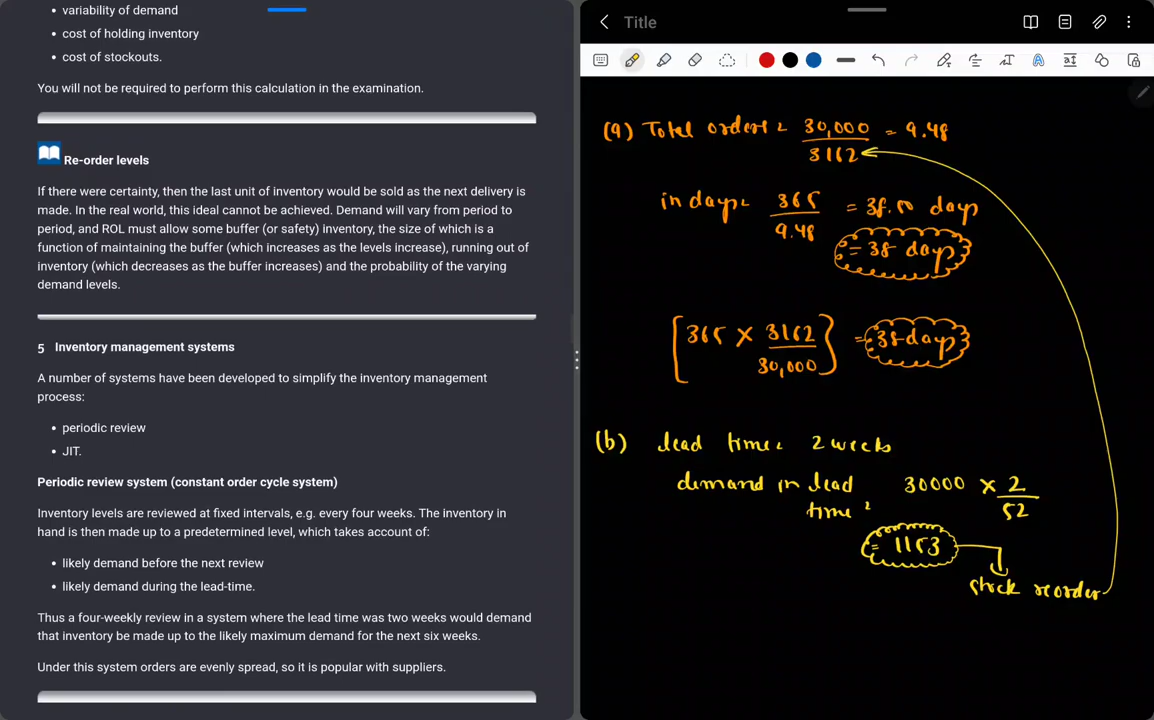 • variability of demand
• cost of holding inventory
• cost of stockouts.
You will not be required to perform this calculation in the examination.
Re-order levels
If there were certainty, then the last unit of inventory would be sold as the next delivery is
made. In the real world, this ideal cannot be achieved. Demand will vary from period to
period, and ROL must allow some buffer (or safety) inventory, the size of which is a
function of maintaining the buffer (which increases as the levels increase), running out of
inventory (which decreases as the buffer increases) and the probability of the varying
demand levels.
5 Inventory management systems
A number of systems have been developed to simplify the inventory management
process:
• periodic review
• JIT.
Periodic review system (constant order cycle system)
Inventory levels are reviewed at fixed intervals, e.g. every four weeks. The inventory in
hand is then made up to a predetermined level, which takes account of:
• likely demand before the next review
• likely demand during the lead-time.
Thus a four-weekly review in a system where the lead time was two weeks would demand
that inventory be made up to the likely maximum demand for the next six weeks.
Under this system orders are evenly spread, so it is popular with suppliers.
Title
(a) Total orders = 30,000 = 9.48
3162
in days = 365 = 38.50 days
9.48
= 38 days
[365 × 3162 = 38 days
30,000]
(b) lead time = 2 weeks
demand in lead 30000 × 2
time = 52
= 1153
stock reorder